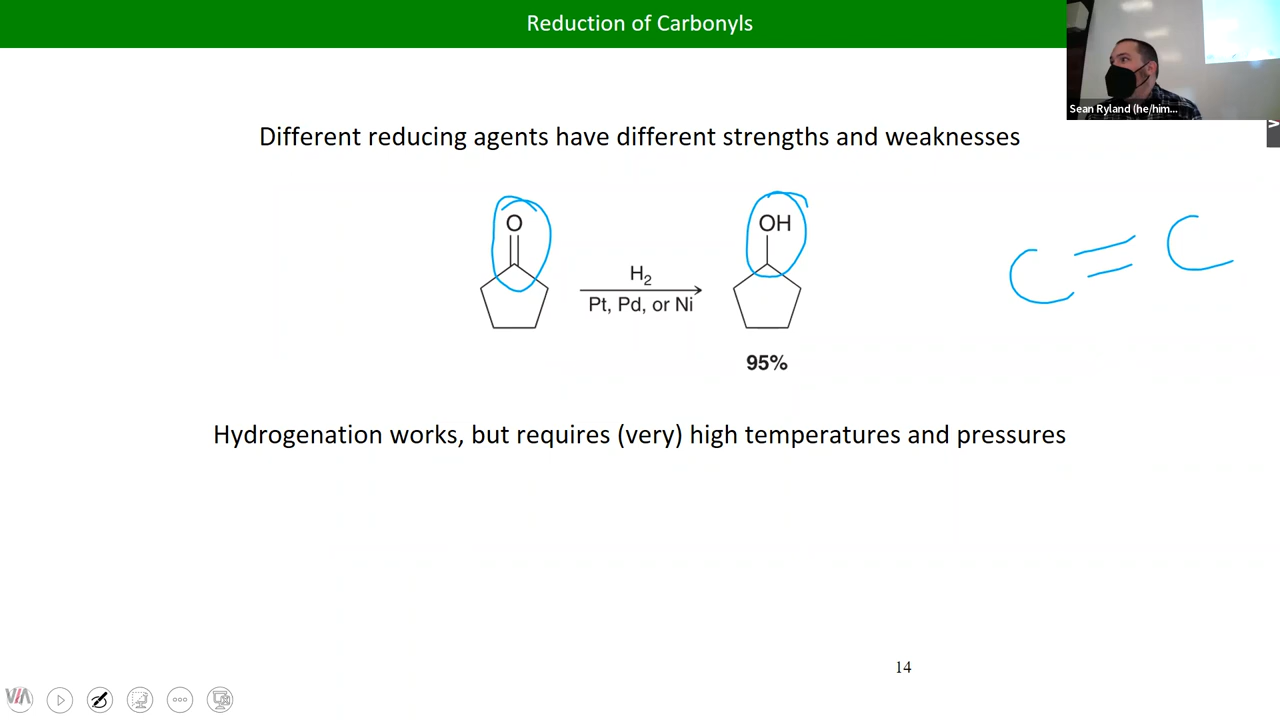 Reduction of Carbonyls
Sean Ryland (he/him...
Different reducing agents have different strengths and weaknesses
O
OH
C = C
H₂
Pt, Pd, or Ni
95%
Hydrogenation works, but requires (very) high temperatures and pressures
14
VIA